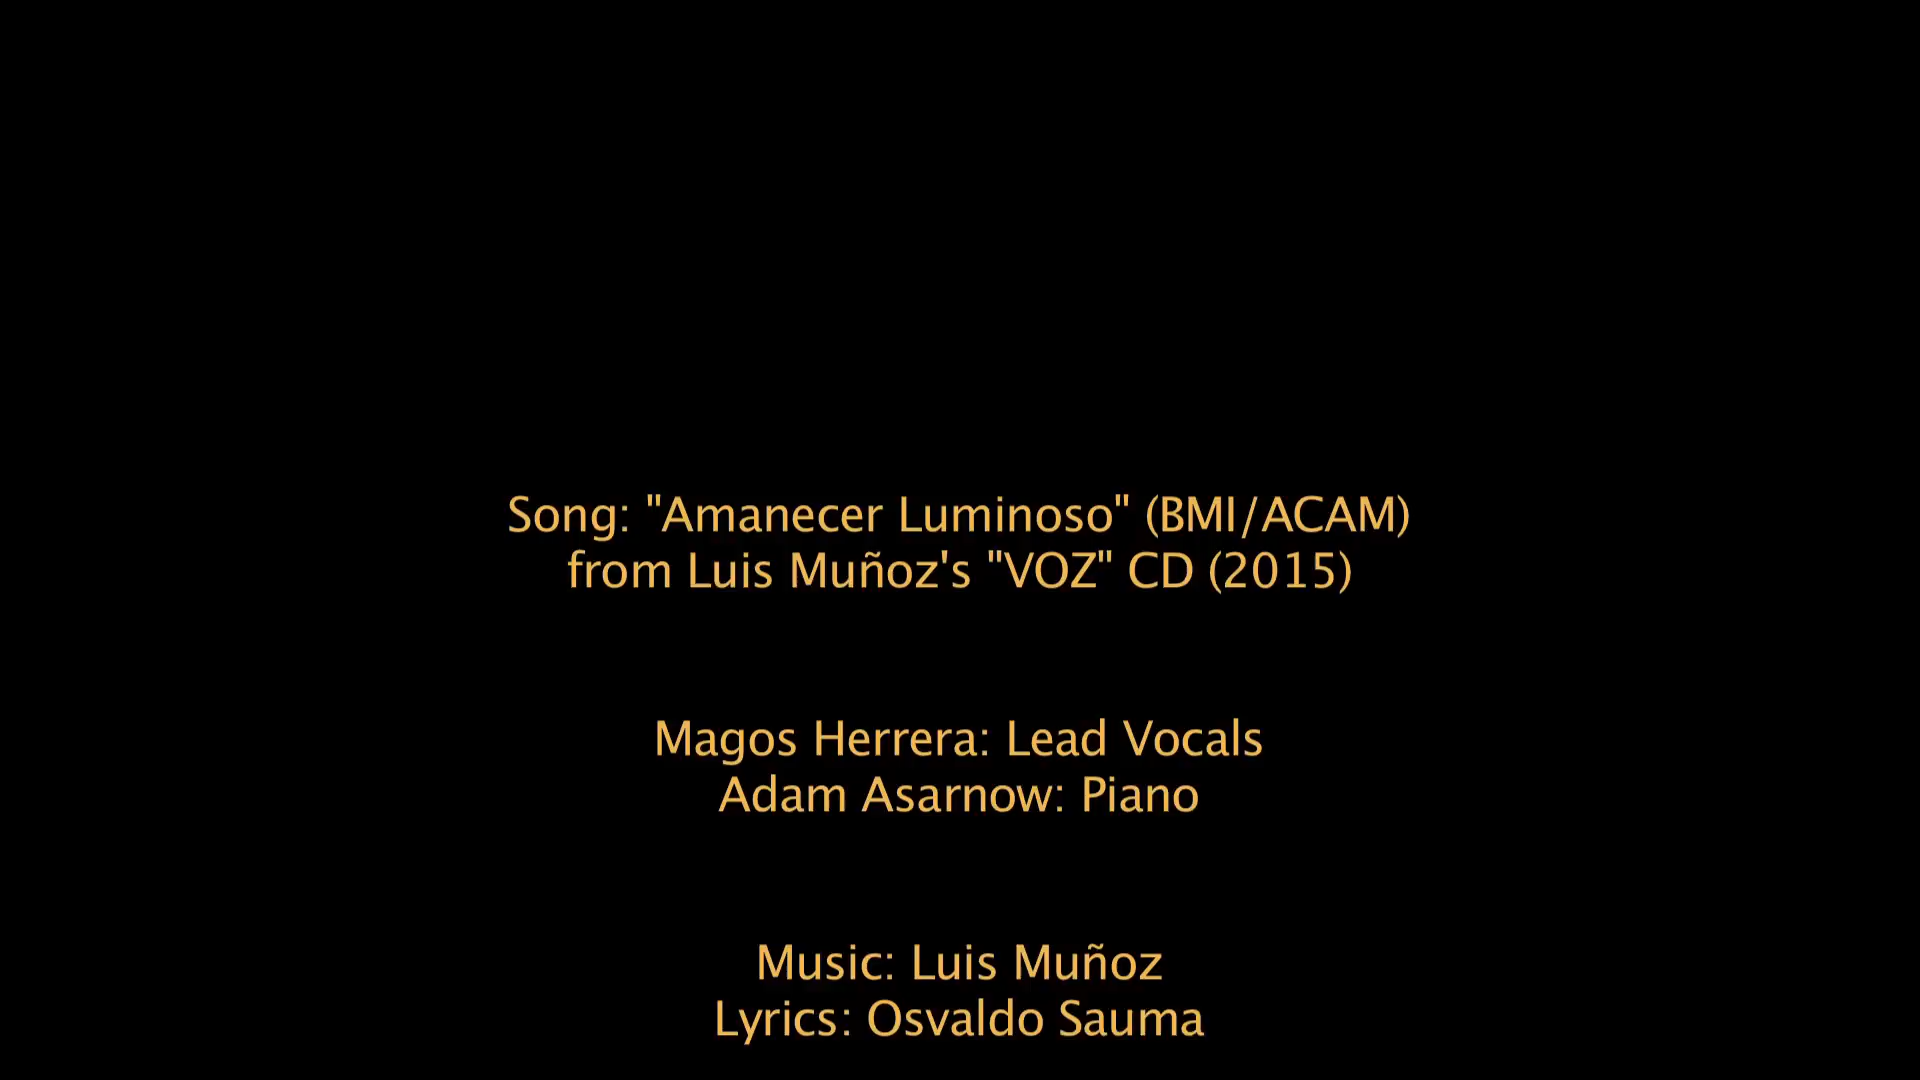 Song: "Amanecer Luminoso" (BMI/ACAM)
from Luis Muñoz's "VOZ" CD (2015)
Magos Herrera: Lead Vocals
Adam Asarnow: Piano
Music: Luis Muñoz
Lyrics: Osvaldo Sauma